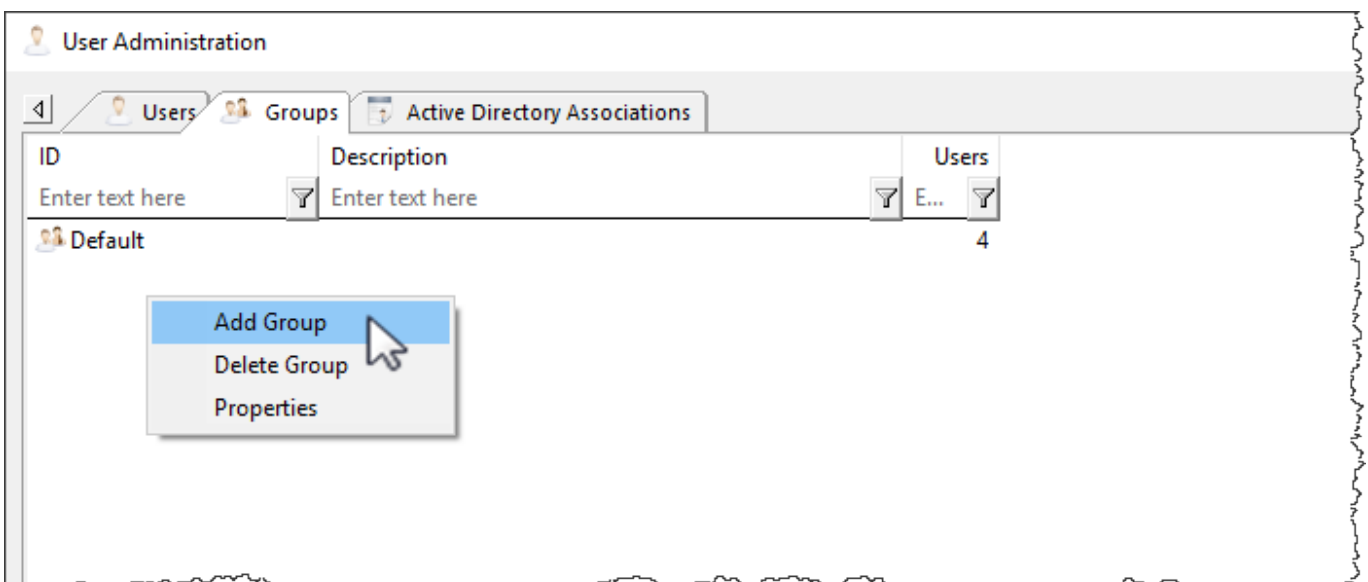 User Administration
Users Groups Active Directory Associations
ID Description Users
Enter text here Enter text here E...
Default 4
Add Group
Delete Group
Properties